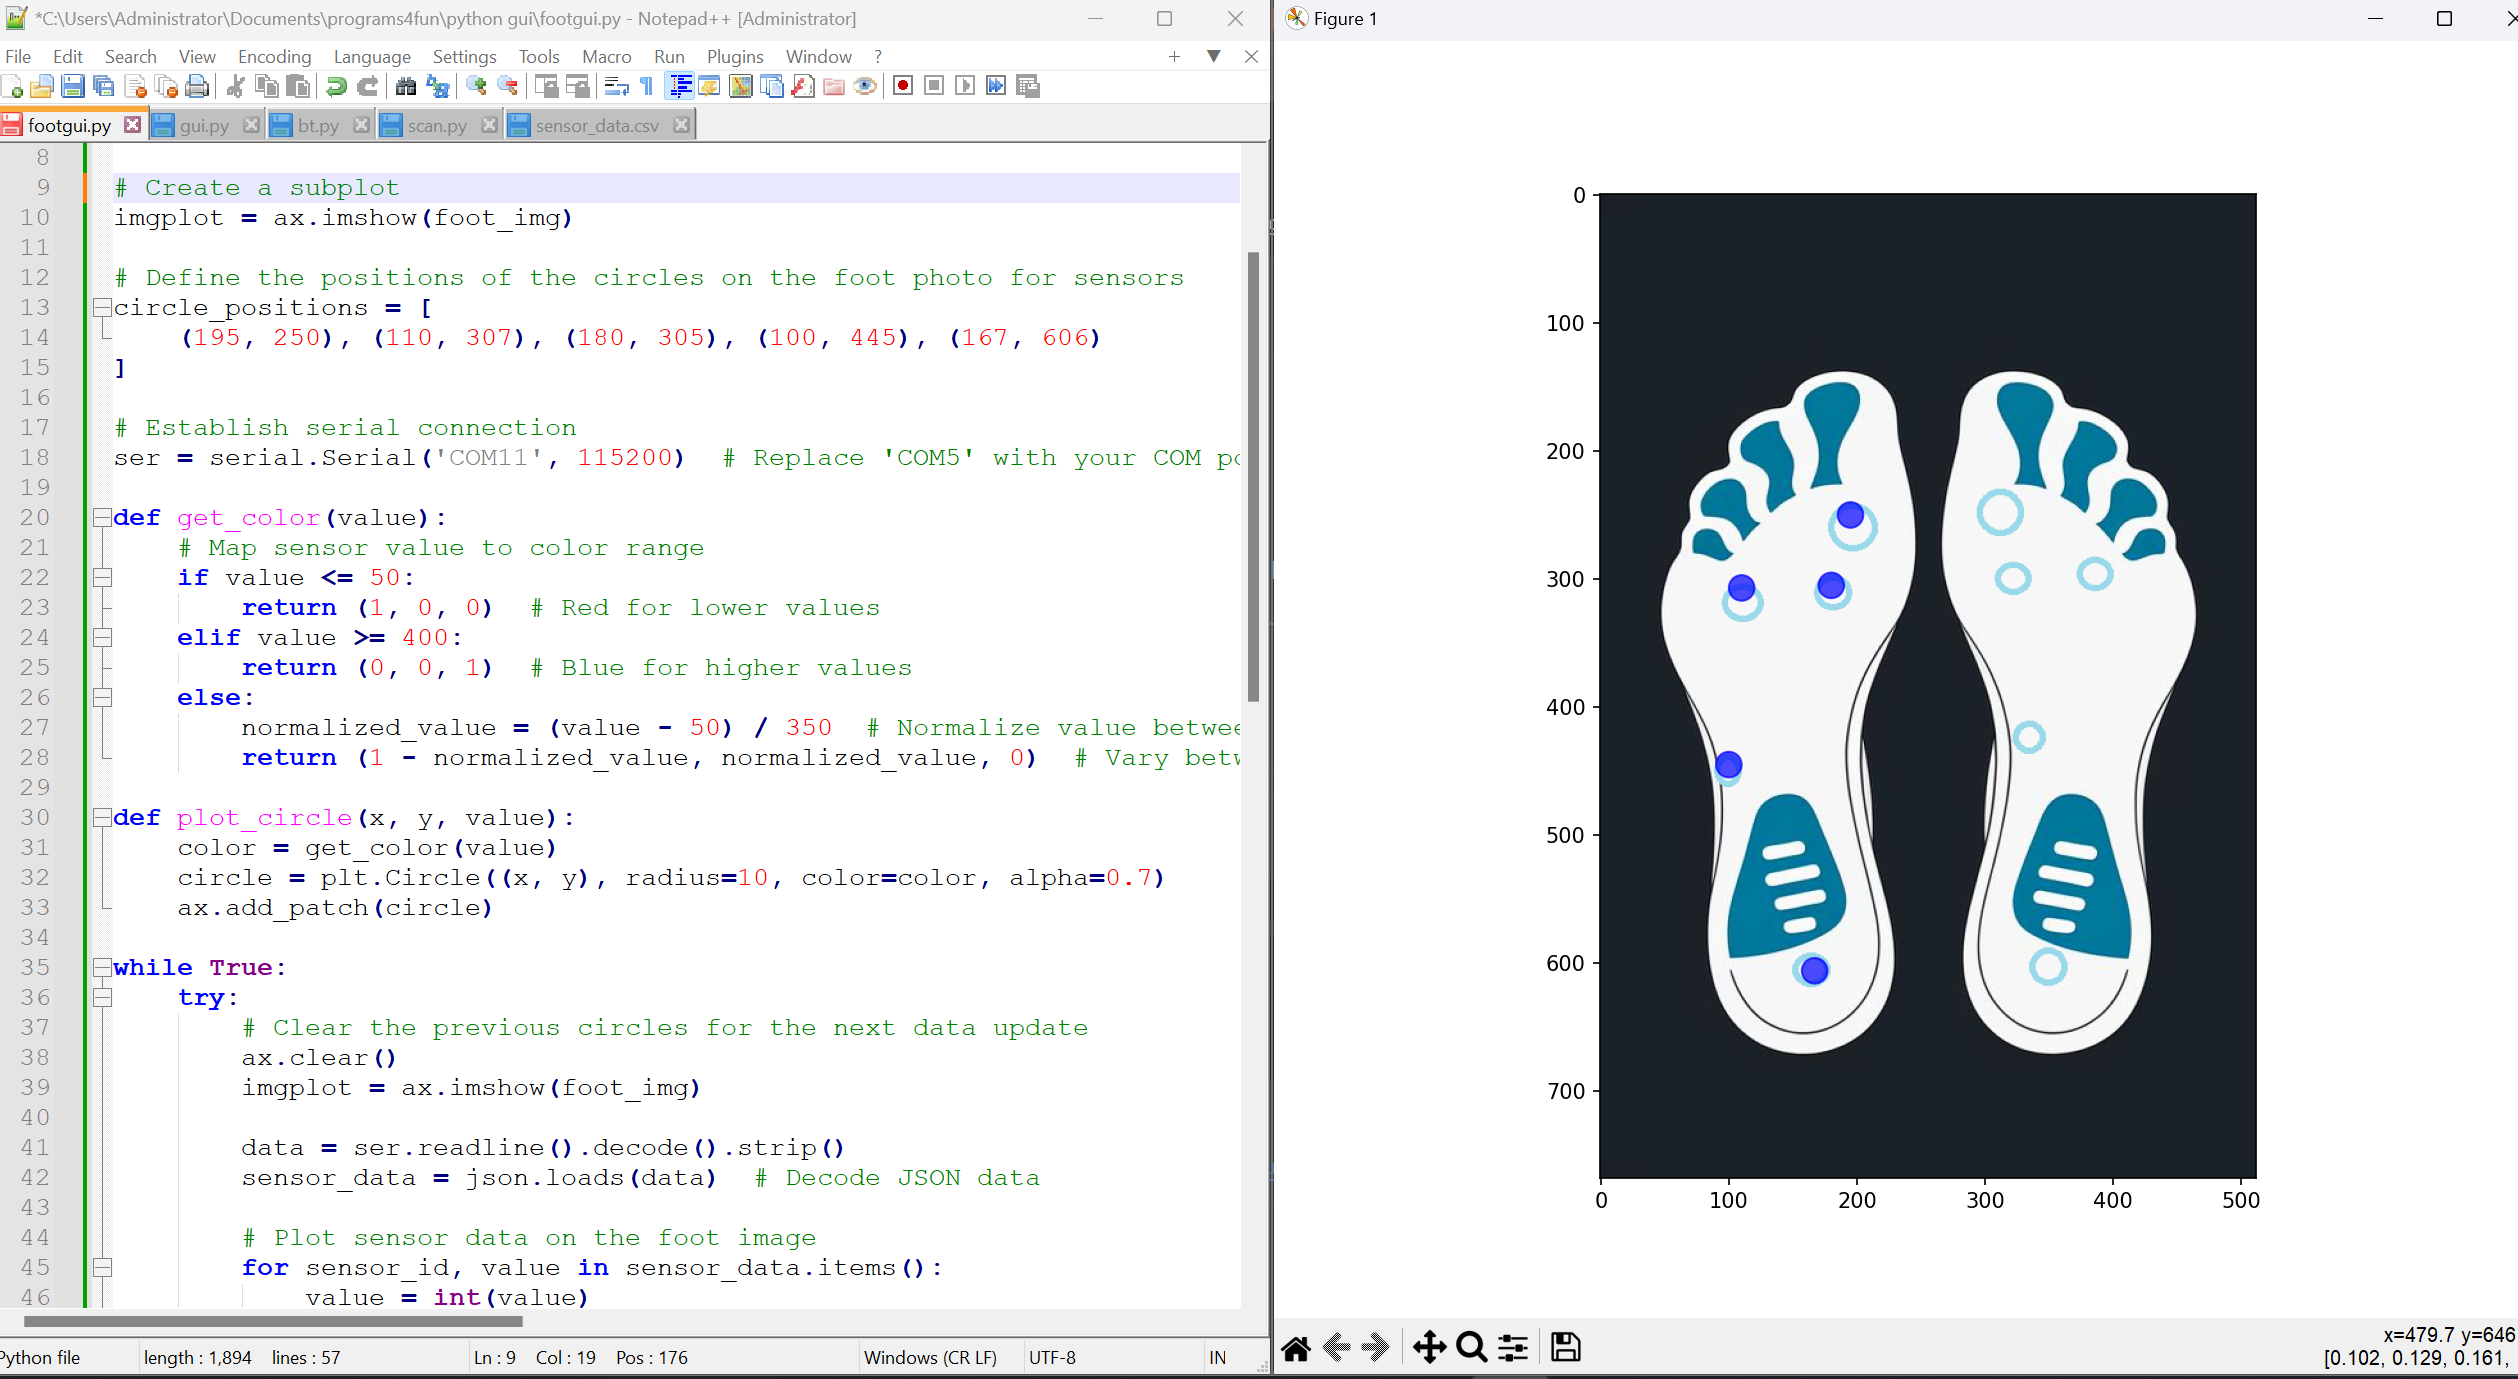 *C:\Users\Administrator\Documents\programs4fun\python gui\footgui.py - Notepad++ [Administrator]
File Edit Search View Encoding Language Settings Tools Macro Run Plugins Window ?
footgui.py gui.py bt.py scan.py sensor_data.csv
8
9 # Create a subplot
10 imgplot = ax.imshow(foot_img)
11
12 # Define the positions of the circles on the foot photo for sensors
13 circle_positions = [
14 (195, 250), (110, 307), (180, 305), (100, 445), (167, 606)
15 ]
16
17 # Establish serial connection
18 ser = serial.Serial('COM11', 115200) # Replace 'COM5' with your COM
19
20 def get_color(value):
21 # Map sensor value to color range
22 if value <= 50:
23 return (1, 0, 0) # Red for lower values
24 elif value >= 400:
25 return (0, 0, 1) # Blue for higher values
26 else:
27 normalized_value = (value - 50) / 350 # Normalize value
28 return (1 - normalized_value, normalized_value, 0) # Vary
29
30 def plot_circle(x, y, value):
31 color = get_color(value)
32 circle = plt.Circle((x, y), radius=10, color=color, alpha=0.7)
33 ax.add_patch(circle)
34
35 while True:
36 try:
37 # Clear the previous circles for the next data update
38 ax.clear()
39 imgplot = ax.imshow(foot_img)
40
41 data = ser.readline().decode().strip()
42 sensor_data = json.loads(data) # Decode JSON data
43
44 # Plot sensor data on the foot image
45 for sensor_id, value in sensor_data.items():
46 value = int(value)
Python file length : 1,894 lines : 57 Ln : 9 Col : 19 Pos : 176 Windows (CR LF) UTF-8 IN
Figure 1
0
100
200
300
400
500
600
700
0 100 200 300 400 500
x=479.7 y=646
[0.102, 0.129, 0.161,